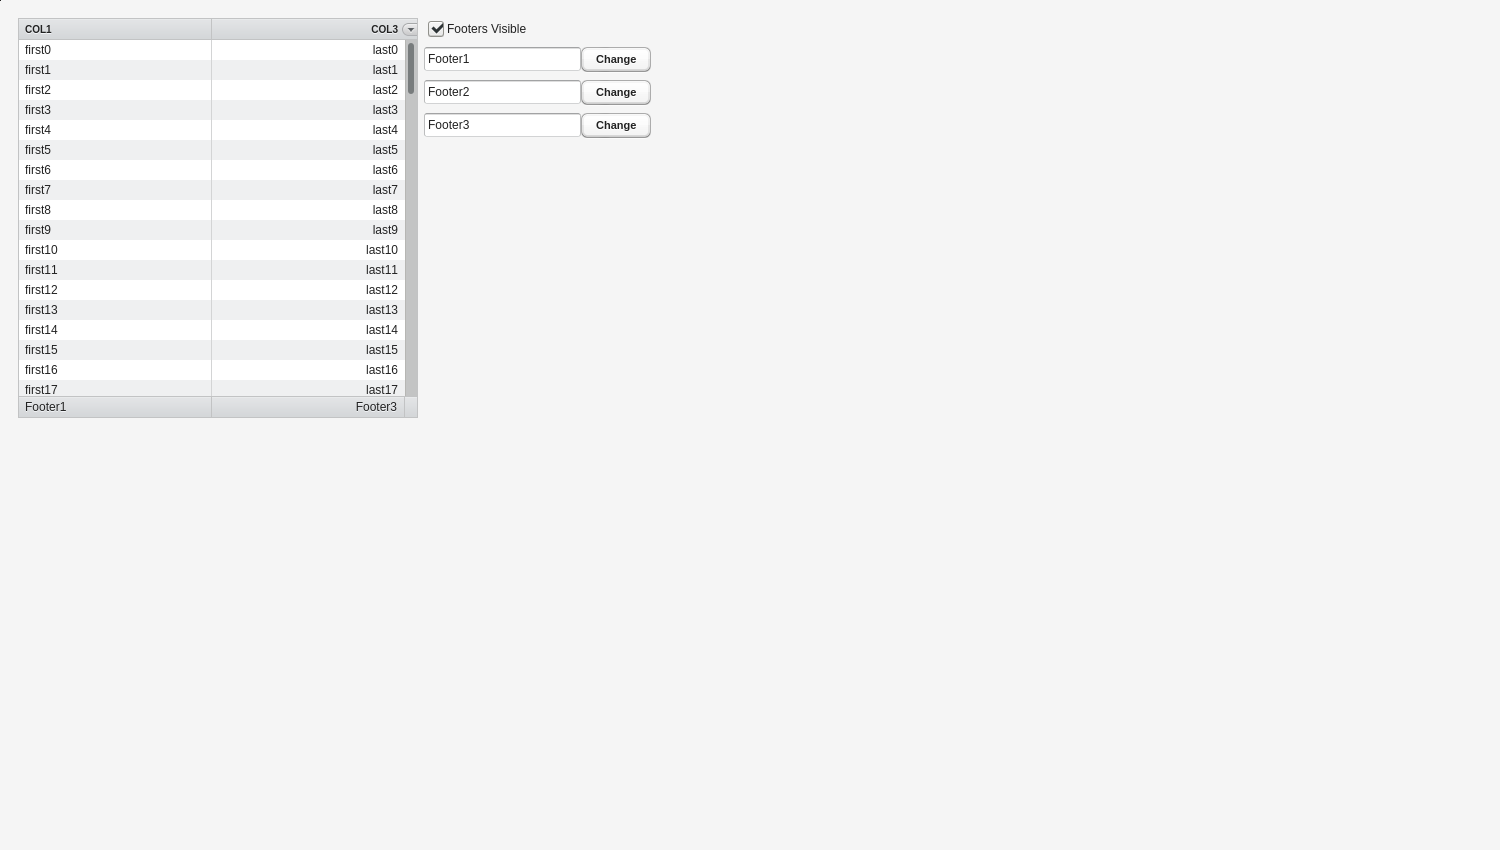 COL1 COL3
first0 last0
first1 last1
first2 last2
first3 last3
first4 last4
first5 last5
first6 last6
first7 last7
first8 last8
first9 last9
first10 last10
first11 last11
first12 last12
first13 last13
first14 last14
first15 last15
first16 last16
first17 last17
Footer1 Footer3
Footers Visible
Footer1 Change
Footer2 Change
Footer3 Change